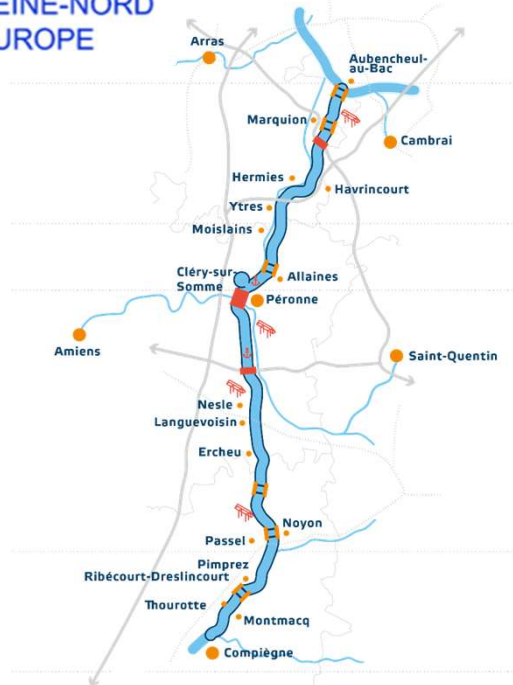 EINE-NORD
UROPE
Arras
Aubencheul-
au-Bac
Marquion
Cambrai
Hermies
Havrincourt
Ytres
Moislains
Cléry-sur-
Somme
Allaines
Péronne
Amiens
Saint-Quentin
Nesle
Languevoisin
Ercheu
Noyon
Passel
Pimprez
Ribécourt-Dreslincourt
Thourotte
Montmacq
Compiègne